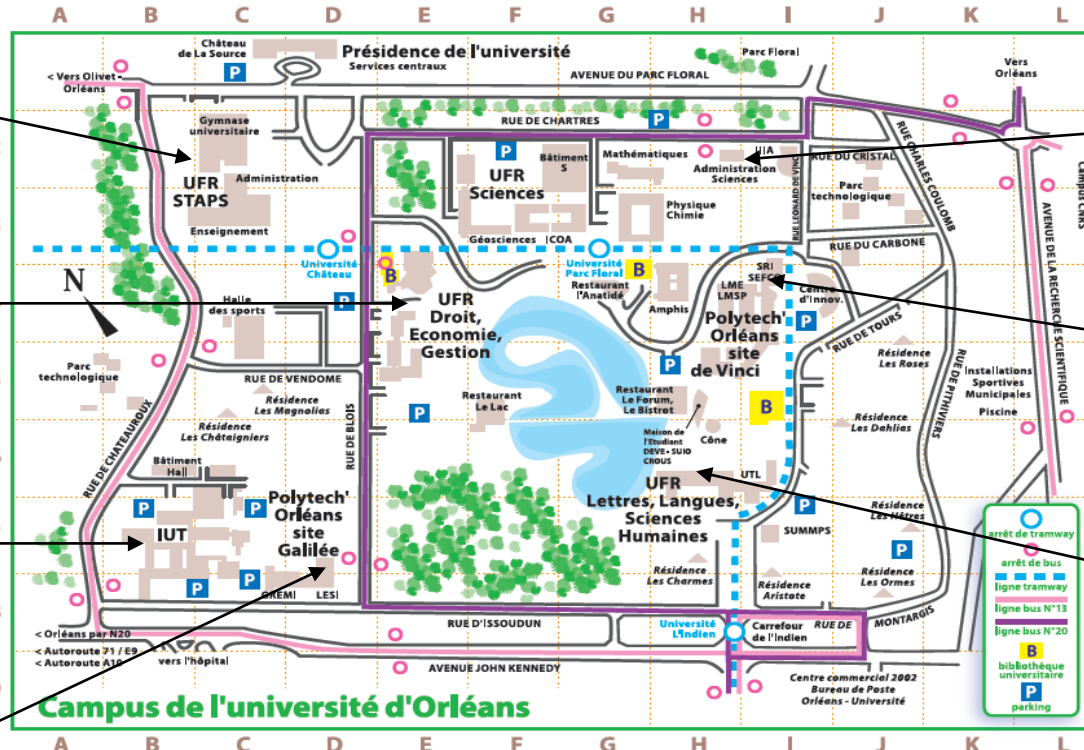 A B C D E F G H I J K L
Château
de La Source
Présidence de l'université
Services centraux
Parc Floral
< Vers Olivet -
Orléans
P
AVENUE DU PARC FLORAL
Vers
Orléans
Gymnase
universitaire
RUE DE CHARTRES
P
UFR
STAPS
Administration
Enseignement
P
UFR
Sciences
Bâtiment
S
Mathématiques
Administration
Sciences
RUE LEONARD DE VINCI
RUE DU CRISTAL
RUE CHARLES COULOMB
Campus CNRS
Parc
technologique
Physique
Chimie
Géosciences
ICOA
RUE DU CARBONE
AVENUE DE LA RECHERCHE SCIENTIFIQUE
Université
Château
B
Université
Parc Floral
B
Restaurant
l'Anatidé
SRI
SEFCO
LME
LMSP
Centre
d'Innov.
N
Halle
des sports
P
UFR
Droit,
Economie,
Gestion
Amphis
Polytech'
Orléans
site
de Vinci
P
RUE DE TOURS
P
Résidence
Les Roses
RUE DE PITHIVIERS
Parc
technologique
RUE DE VENDOME
Résidence
Les Magnolias
Résidence
Les Châtaigniers
RUE DE BLOIS
P
Restaurant
Le Lac
Restaurant
Le Forum,
Le Bistrot
B
Installations
Sportives
Municipales
Piscine
Résidence
Les Dahlias
Maison de
l'Etudiant
DEVE - SUIO
CROUS
Cône
RUE DE CHATEAUROUX
Bâtiment
Hall
UFR
Lettres, Langues,
Sciences
Humaines
UTL
P
P
IUT
Polytech'
Orléans
site
Galilée
P
SUMMPS
Résidence
Les Hêtres
P
P
P
GREMI
LESI
Résidence
Les Charmes
Résidence
Aristote
Résidence
Les Ormes
RUE D'ISSOUDUN
Université
L'Indien
Carrefour
de l'Indien
RUE DE
MONTARGIS
< Orléans par N20
< Autoroute 71 / E9
< Autoroute A10
vers l'hôpital
AVENUE JOHN KENNEDY
Centre commercial 2002
Bureau de Poste
Orléans - Université
arrêt de tramway
arrêt de bus
ligne tramway
ligne bus N°13
ligne bus N°20
B
bibliothèque
universitaire
P
parking
Campus de l'université d'Orléans
A B C D E F G H I J K L